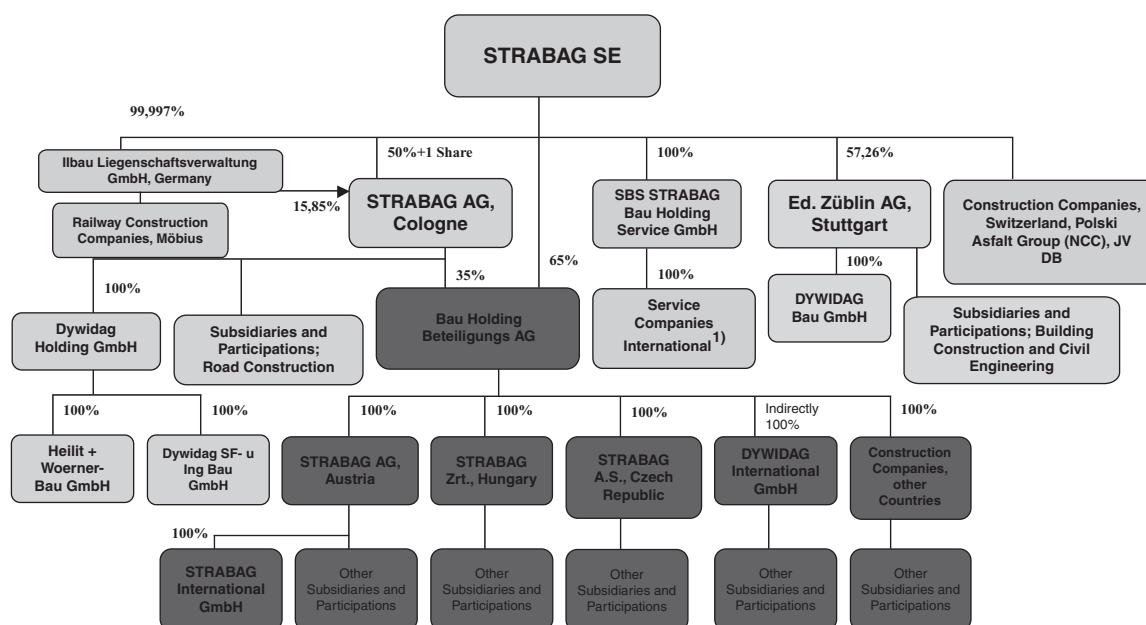 STRABAG SE
99,997%
50%+1 Share
100%
57,26%
Ilbau Liegenschaftsverwaltung
GmbH, Germany
15,85%
STRABAG AG,
Cologne
SBS STRABAG
Bau Holding
Service GmbH
Ed. Züblin AG,
Stuttgart
Construction Companies,
Switzerland, Polski
Asfalt Group (NCC), JV
DB
Railway Construction
Companies, Möbius
100%
35%
65%
100%
100%
Dywidag
Holding GmbH
Subsidiaries and
Participations;
Road Construction
Bau Holding
Beteiligungs AG
Service
Companies
International1)
DYWIDAG
Bau GmbH
Subsidiaries and
Participations; Building
Construction and Civil
Engineering
100%
100%
100%
100%
100%
Indirectly
100%
100%
Heilit +
Woerner-
Bau GmbH
Dywidag SF- u
Ing Bau
GmbH
STRABAG AG,
Austria
STRABAG
Zrt., Hungary
STRABAG
A.S., Czech
Republic
DYWIDAG
International
GmbH
Construction
Companies,
other
Countries
100%
STRABAG
International
GmbH
Other
Subsidiaries and
Participations
Other
Subsidiaries and
Participations
Other
Subsidiaries and
Participations
Other
Subsidiaries and
Participations
Other
Subsidiaries and
Participations